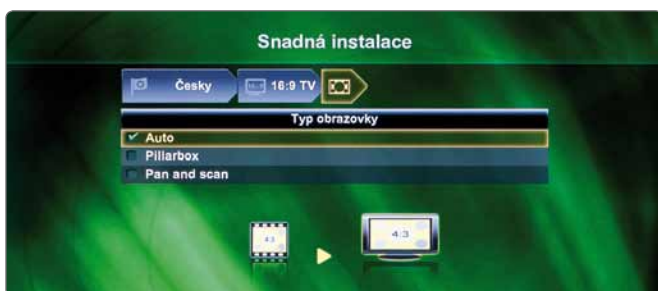 Snadná instalace
Česky 16:9 TV
Typ obrazovky
Auto
Pillarbox
Pan and scan
4:3 4:3